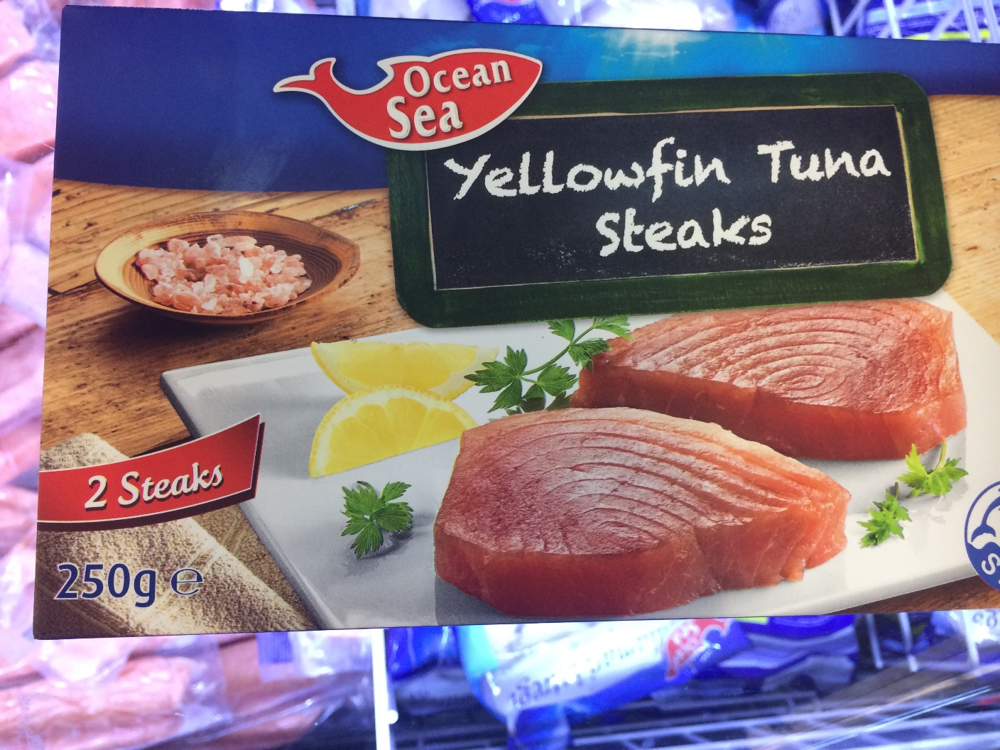 Ocean
Sea
Yellowfin Tuna
Steaks
2 Steaks
250g ℮